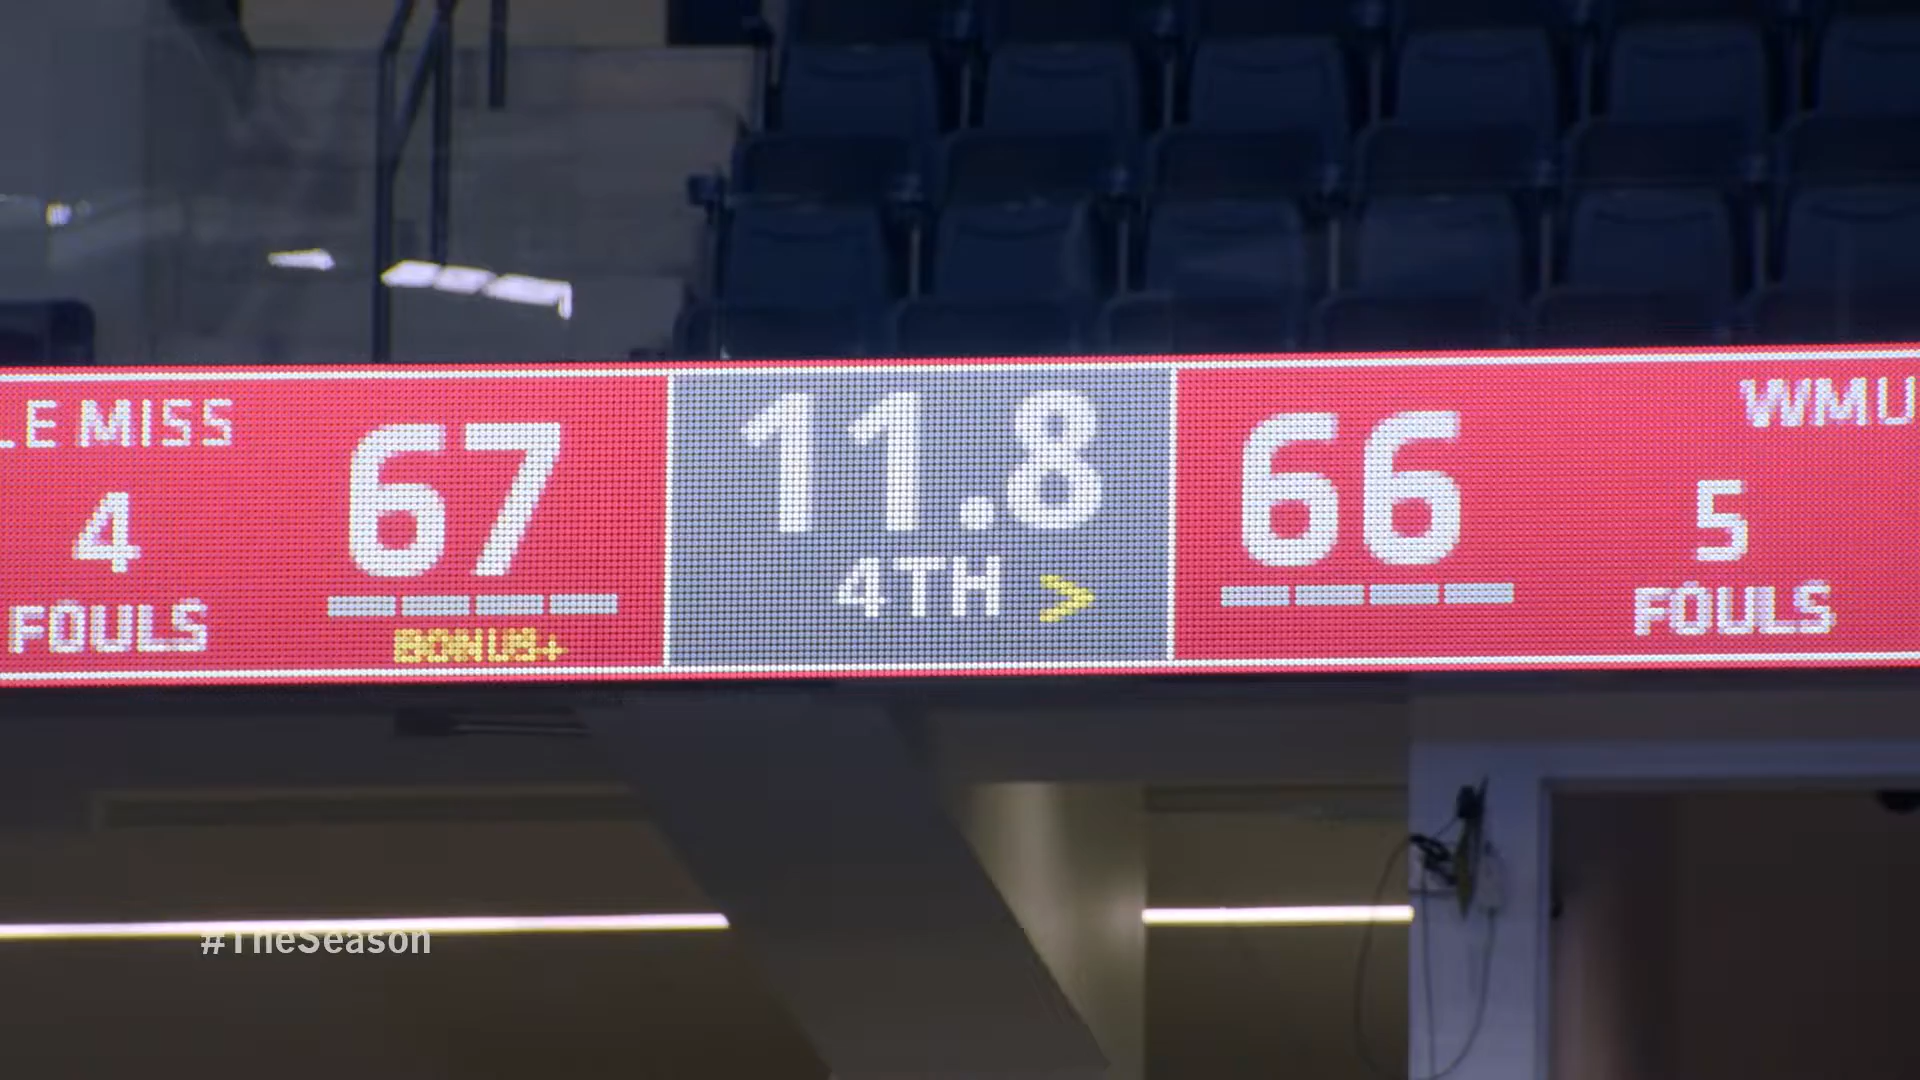 LE MISS
67
4
FOULS
BONUS+
11.8
4TH >
66
WMU
5
FOULS
#TheSeason